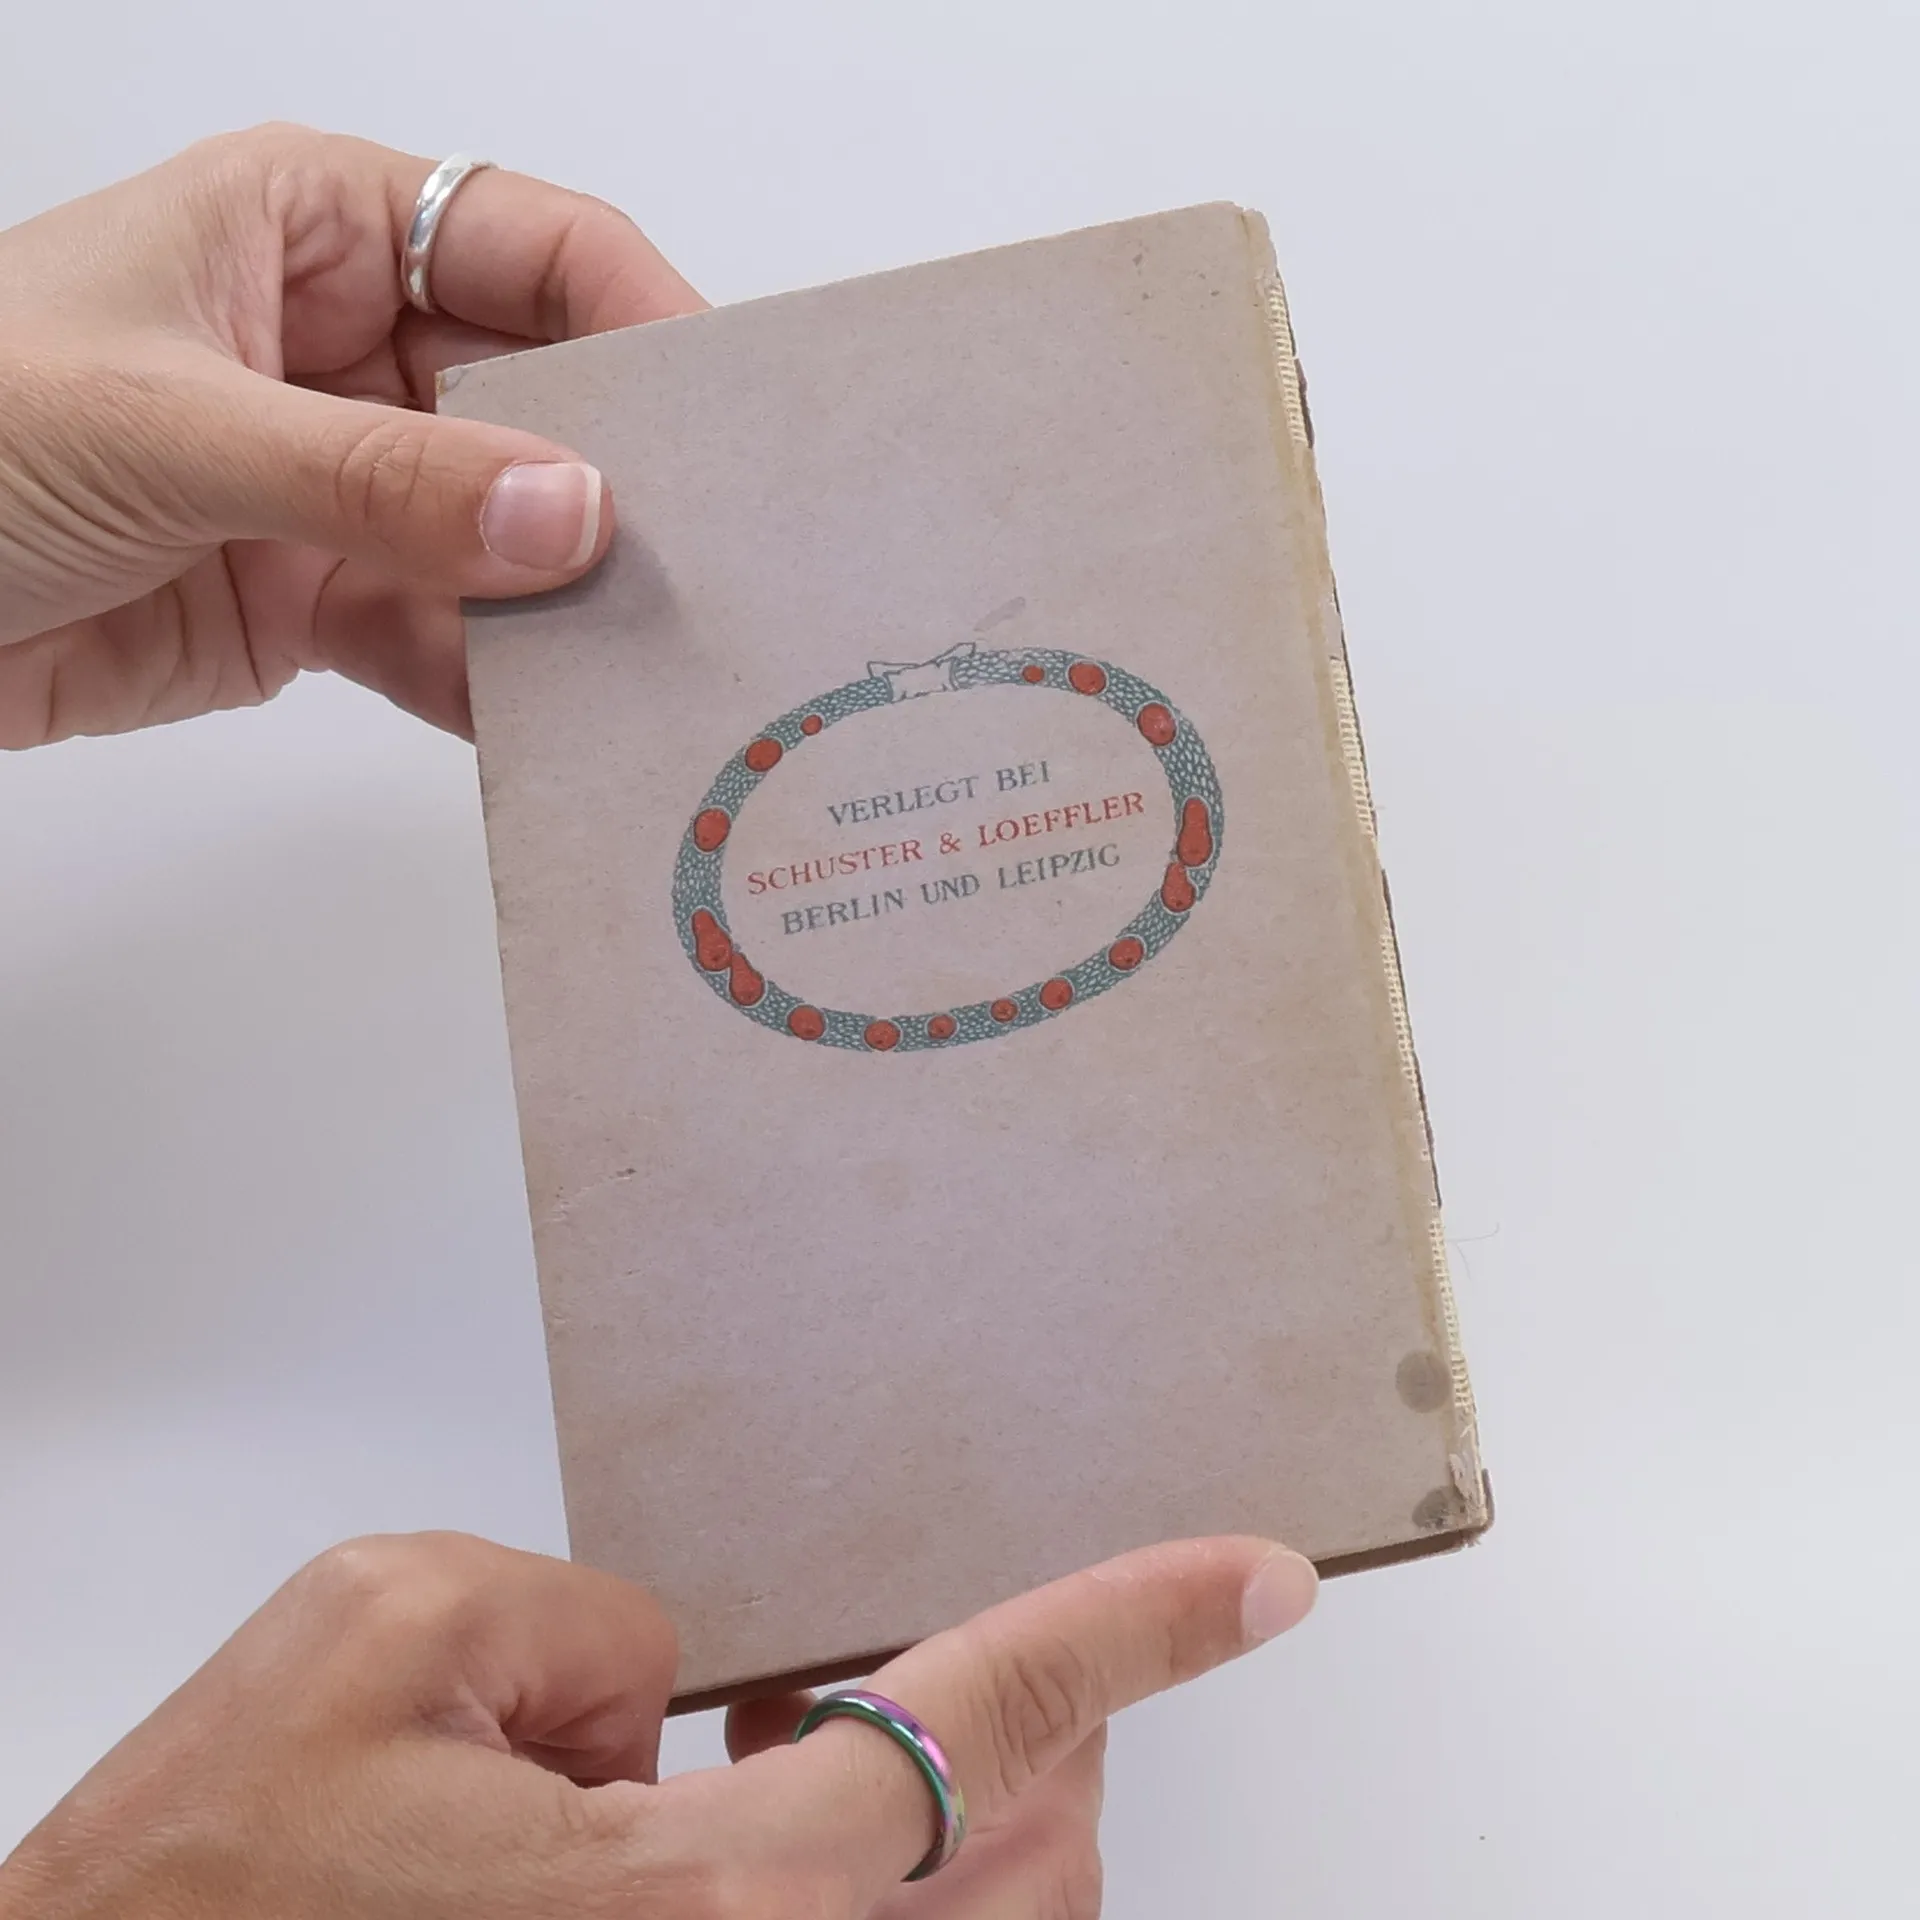 VERLEGT BEI
SCHUSTER & LOEFFLER
BERLIN UND LEIPZIG